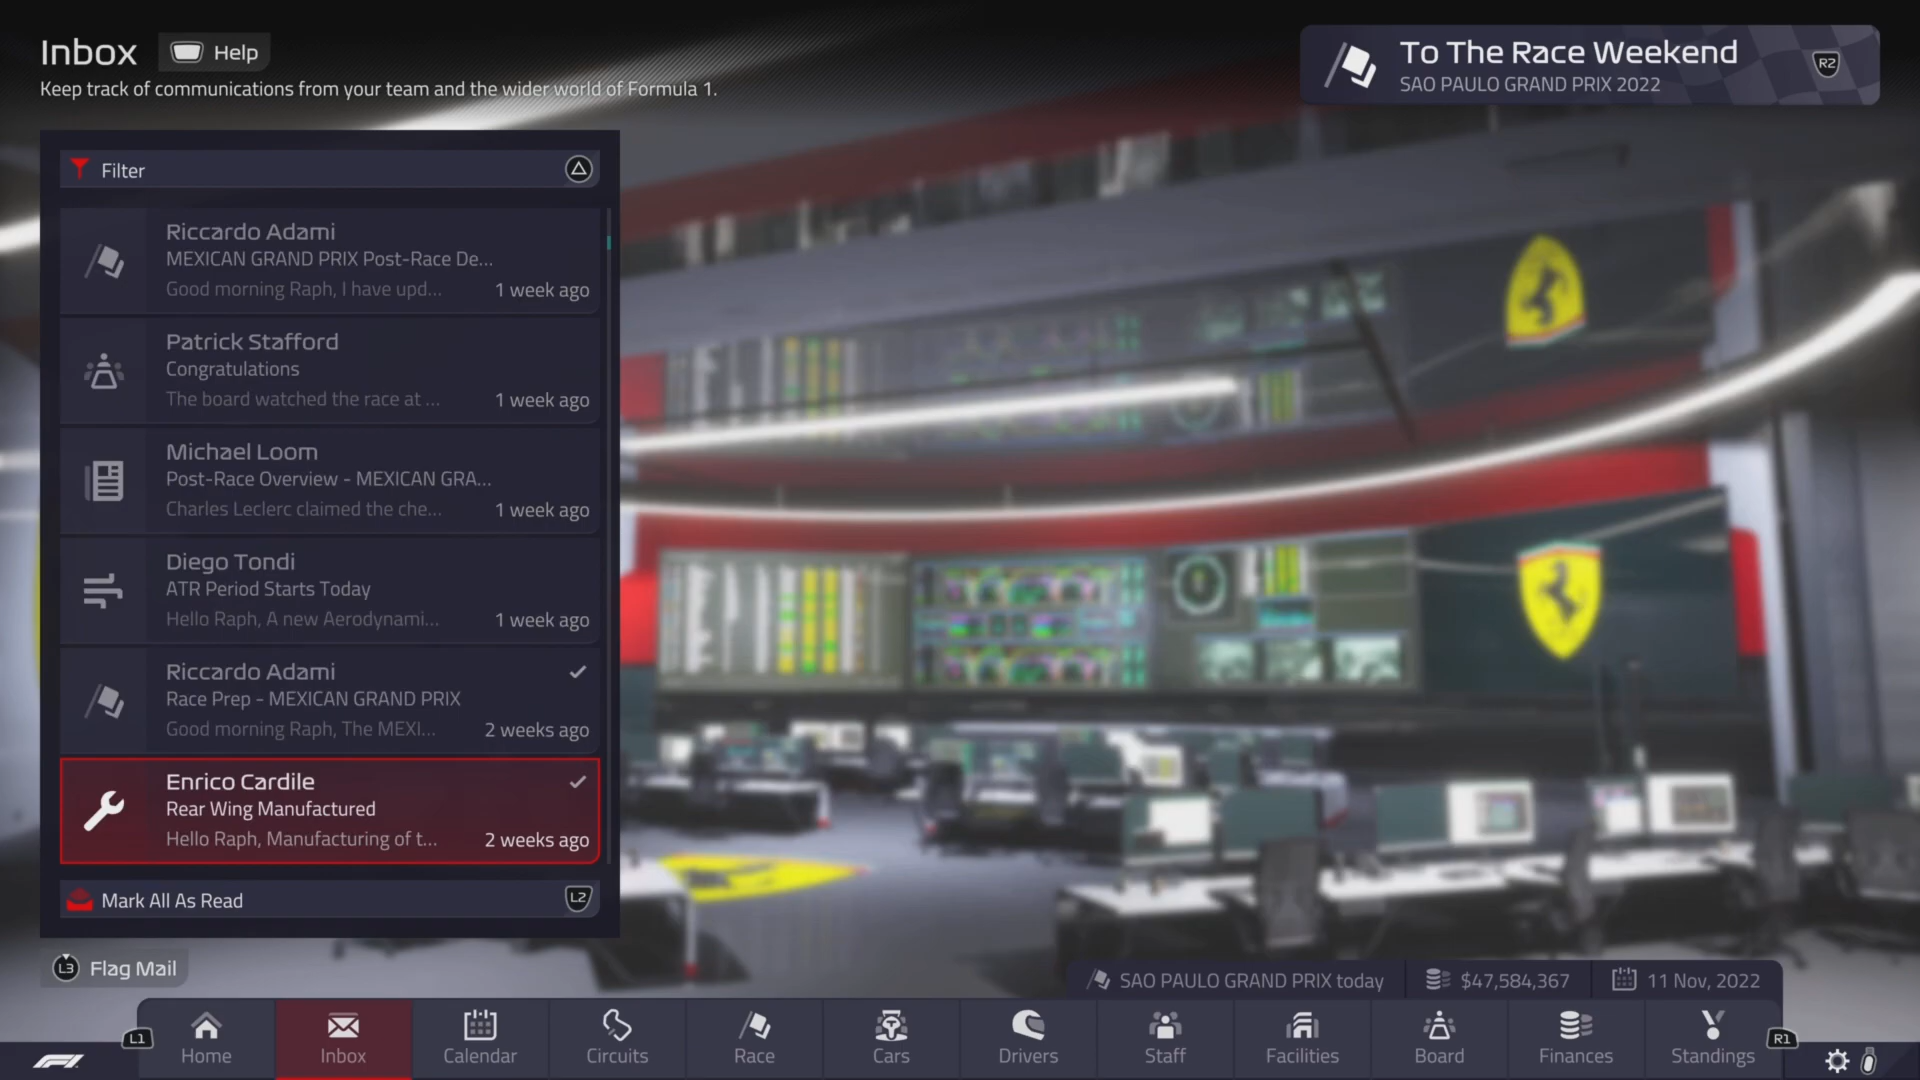 Inbox
Help
Keep track of communications from your team and the wider world of Formula 1.
To The Race Weekend
SAO PAULO GRAND PRIX 2022
R2
Filter
Riccardo Adami
MEXICAN GRAND PRIX Post-Race De...
Good morning Raph, I have upd...
1 week ago
Patrick Stafford
Congratulations
The board watched the race at ...
1 week ago
Michael Loom
Post-Race Overview - MEXICAN GRA...
Charles Leclerc claimed the che...
1 week ago
Diego Tondi
ATR Period Starts Today
Hello Raph, A new Aerodynami...
1 week ago
Riccardo Adami
Race Prep - MEXICAN GRAND PRIX
Good morning Raph, The MEXI...
2 weeks ago
Enrico Cardile
Rear Wing Manufactured
Hello Raph, Manufacturing of t...
2 weeks ago
Mark All As Read
L2
L3
Flag Mail
SAO PAULO GRAND PRIX today
$47,584,367
11 Nov, 2022
L1
Home
Inbox
Calendar
Circuits
Race
Cars
Drivers
Staff
Facilities
Board
Finances
Standings
R1